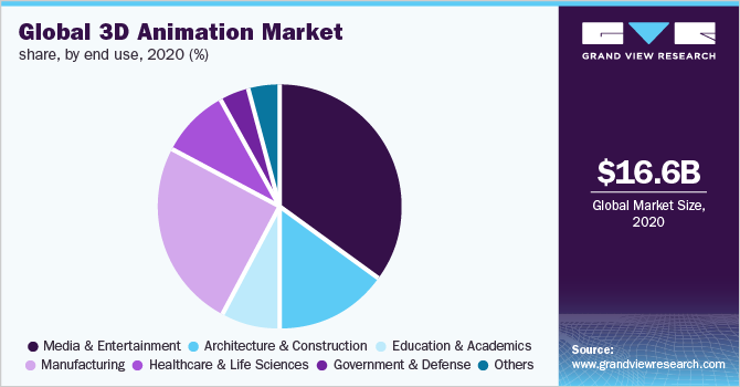 Global 3D Animation Market
share, by end use, 2020 (%)
GRAND VIEW RESEARCH
$16.6B
Global Market Size,
2020
Media & Entertainment Architecture & Construction Education & Academics
Manufacturing Healthcare & Life Sciences Government & Defense Others
Source:
www.grandviewresearch.com